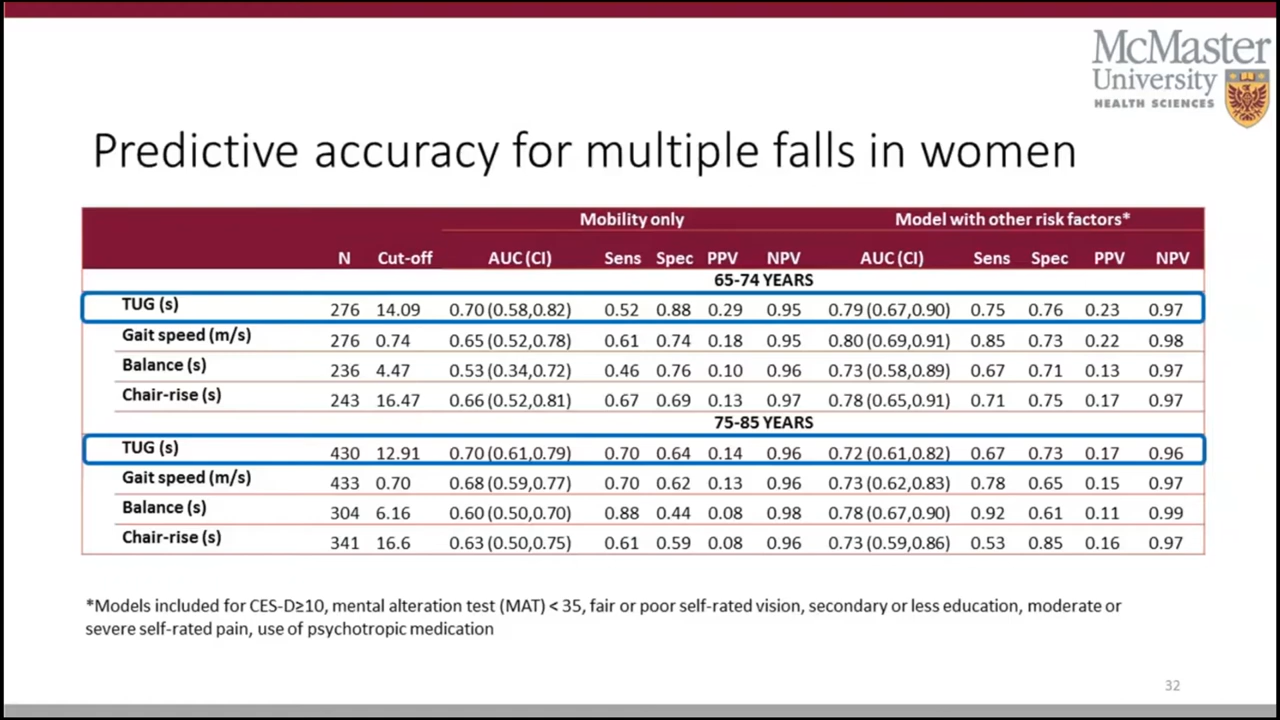 McMaster
University
HEALTH SCIENCES
Predictive accuracy for multiple falls in women
Mobility only Model with other risk factors*
N Cut-off AUC (CI) Sens Spec PPV NPV AUC (CI) Sens Spec PPV NPV
65-74 YEARS
TUG (s) 276 14.09 0.70 (0.58,0.82) 0.52 0.88 0.29 0.95 0.79 (0.67,0.90) 0.75 0.76 0.23 0.97
Gait speed (m/s) 276 0.74 0.65 (0.52,0.78) 0.61 0.74 0.18 0.95 0.80 (0.69,0.91) 0.85 0.73 0.22 0.98
Balance (s) 236 4.47 0.53 (0.34,0.72) 0.46 0.76 0.10 0.96 0.73 (0.58,0.89) 0.67 0.71 0.13 0.97
Chair-rise (s) 243 16.47 0.66 (0.52,0.81) 0.67 0.69 0.13 0.97 0.78 (0.65,0.91) 0.71 0.75 0.17 0.97
75-85 YEARS
TUG (s) 430 12.91 0.70 (0.61,0.79) 0.70 0.64 0.14 0.96 0.72 (0.61,0.82) 0.67 0.73 0.17 0.96
Gait speed (m/s) 433 0.70 0.68 (0.59,0.77) 0.70 0.62 0.13 0.96 0.73 (0.62,0.83) 0.78 0.65 0.15 0.97
Balance (s) 304 6.16 0.60 (0.50,0.70) 0.88 0.44 0.08 0.98 0.78 (0.67,0.90) 0.92 0.61 0.11 0.99
Chair-rise (s) 341 16.6 0.63 (0.50,0.75) 0.61 0.59 0.08 0.96 0.73 (0.59,0.86) 0.53 0.85 0.16 0.97
*Models included for CES-D≥10, mental alteration test (MAT) < 35, fair or poor self-rated vision, secondary or less education, moderate or
severe self-rated pain, use of psychotropic medication
32